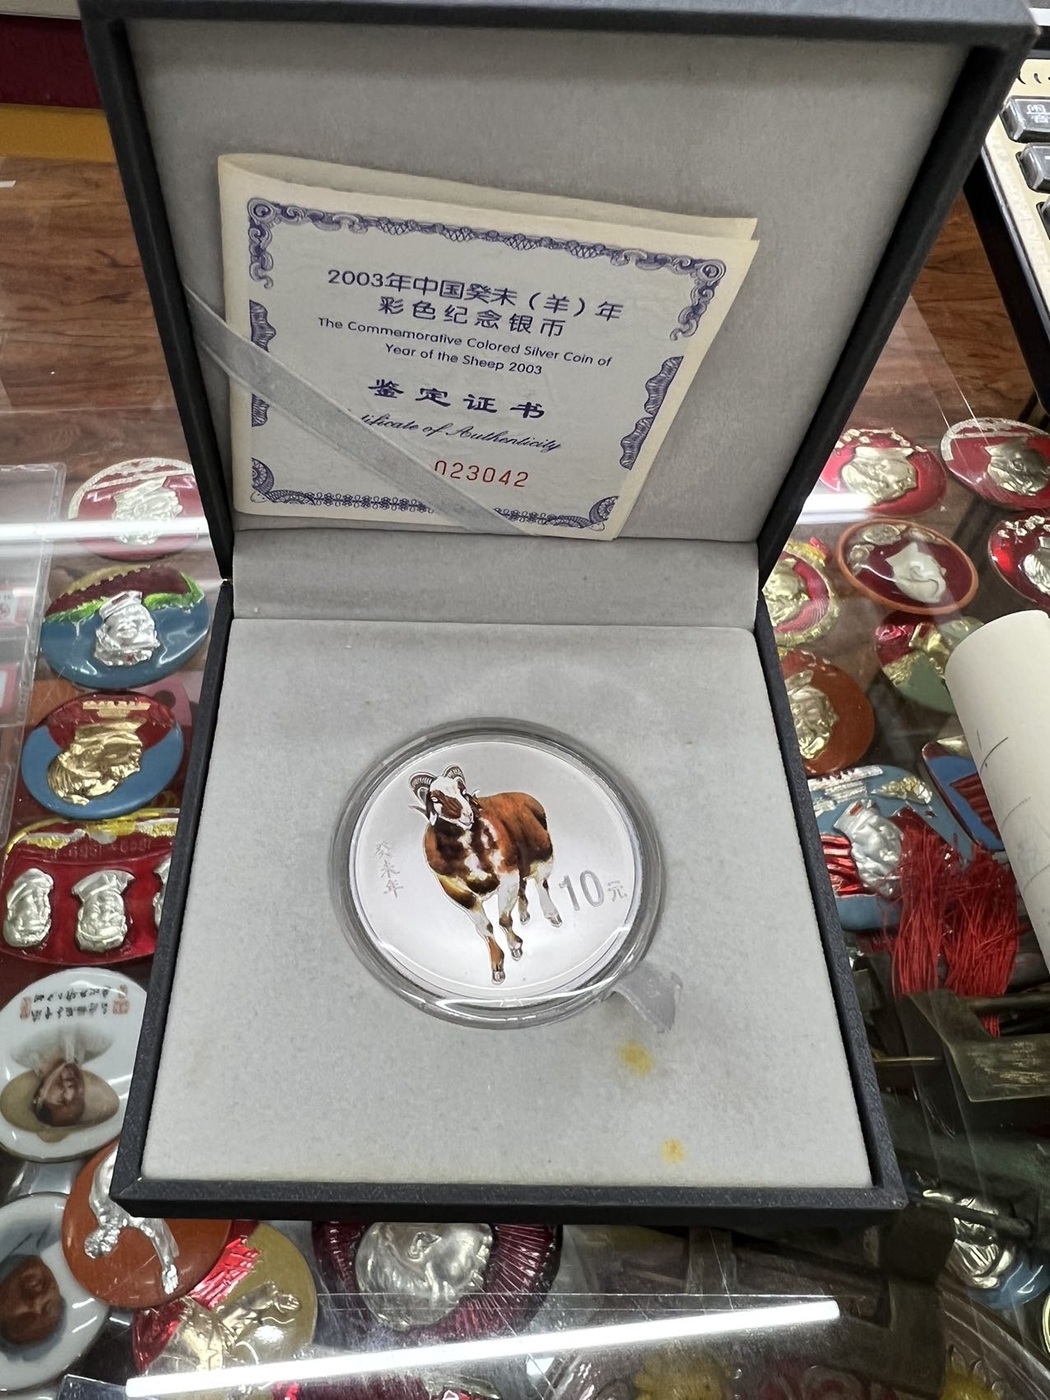 2003年中国癸未（羊）年
彩色纪念银币
The Commemorative Colored Silver Coin of
Year of the Sheep 2003
鉴定证书
tificate of Authenticity
023042
癸未年
10元